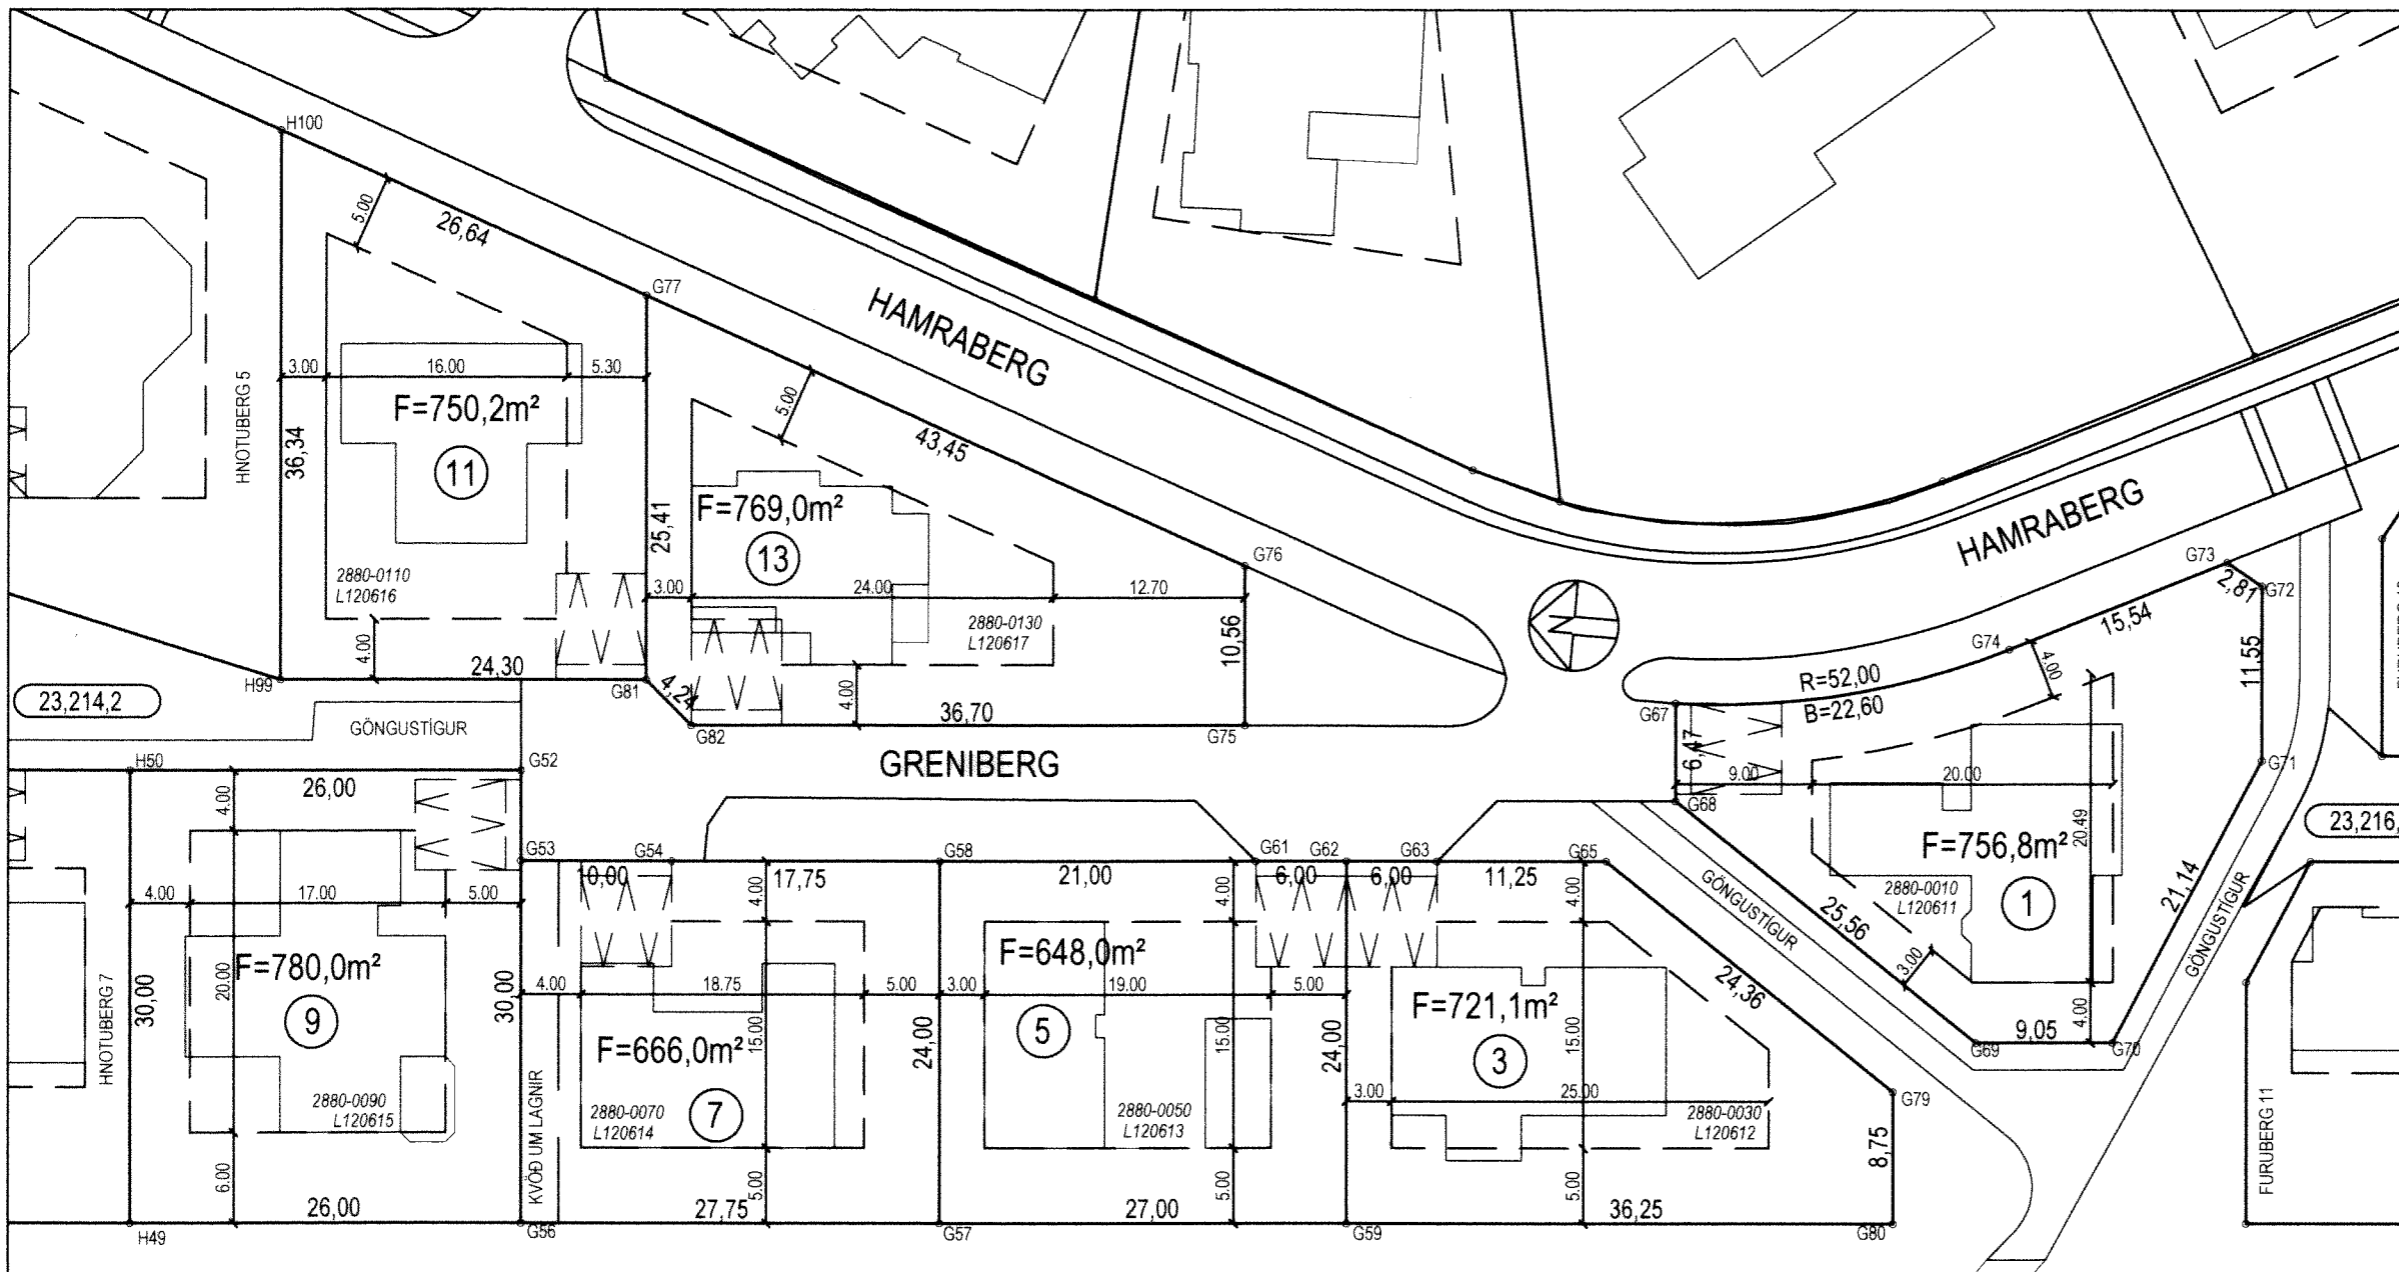 H100
5.00
26,64
G77
HAMRABERG
3.00
16.00
5.30
HNOTUBERG 5
F=750,2m²
36,34
11
5.00
43,45
25,41
F=769,0m²
13
HAMRABERG
G76
G73
2,81
G72
2880-0110
L120616
3.00
24.00
12.70
2880-0130
L120617
10,56
15,54
G74
4.00
11,55
4.00
24,30
H99
G81
4,24
4.00
R=52,00
B=22,60
23,214,2
GÖNGUSTÍGUR
36,70
G82
G75
G67
6,47
GRENIBERG
H50
G52
G71
26,00
4.00
9.00
20.00
G68
23,216,
20.49
F=756,8m²
G53
G54
G58
G61
G62
G63
G65
10,00
17,75
21,00
6,00
6,00
11,25
4.00
4.00
4.00
4.00
17.00
5.00
GÖNGUSTÍGUR
25,56
2880-0010
L120611
1
21,14
GÖNGUSTÍGUR
F=780,0m²
20.00
9
HNOTUBERG 7
30,00
30,00
4.00
18.75
5.00
3.00
19.00
5.00
F=648,0m²
5
F=721,1m²
3
24,36
3.00
4.00
9,05
G69
G70
F=666,0m²
15.00
7
24,00
15.00
24,00
15.00
3.00
25.00
G79
2880-0090
L120615
2880-0070
L120614
2880-0050
L120613
2880-0030
L120612
KVÖÐ UM LAGNIR
8,75
FURUBERG 11
6.00
5.00
5.00
5.00
26,00
27,75
27,00
36,25
H49
G56
G57
G59
G80